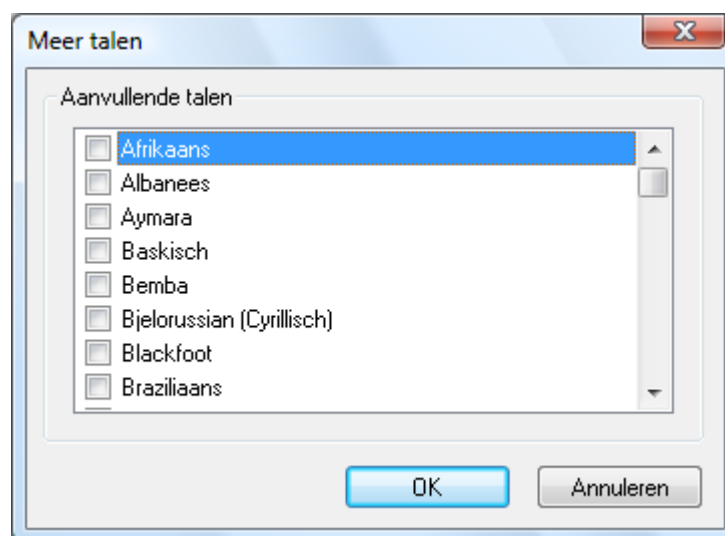 Meer talen
Aanvullende talen
Afrikaans
Albanees
Aymara
Baskisch
Bemba
Bjelorussian (Cyrillisch)
Blackfoot
Braziliaans
OK
Annuleren